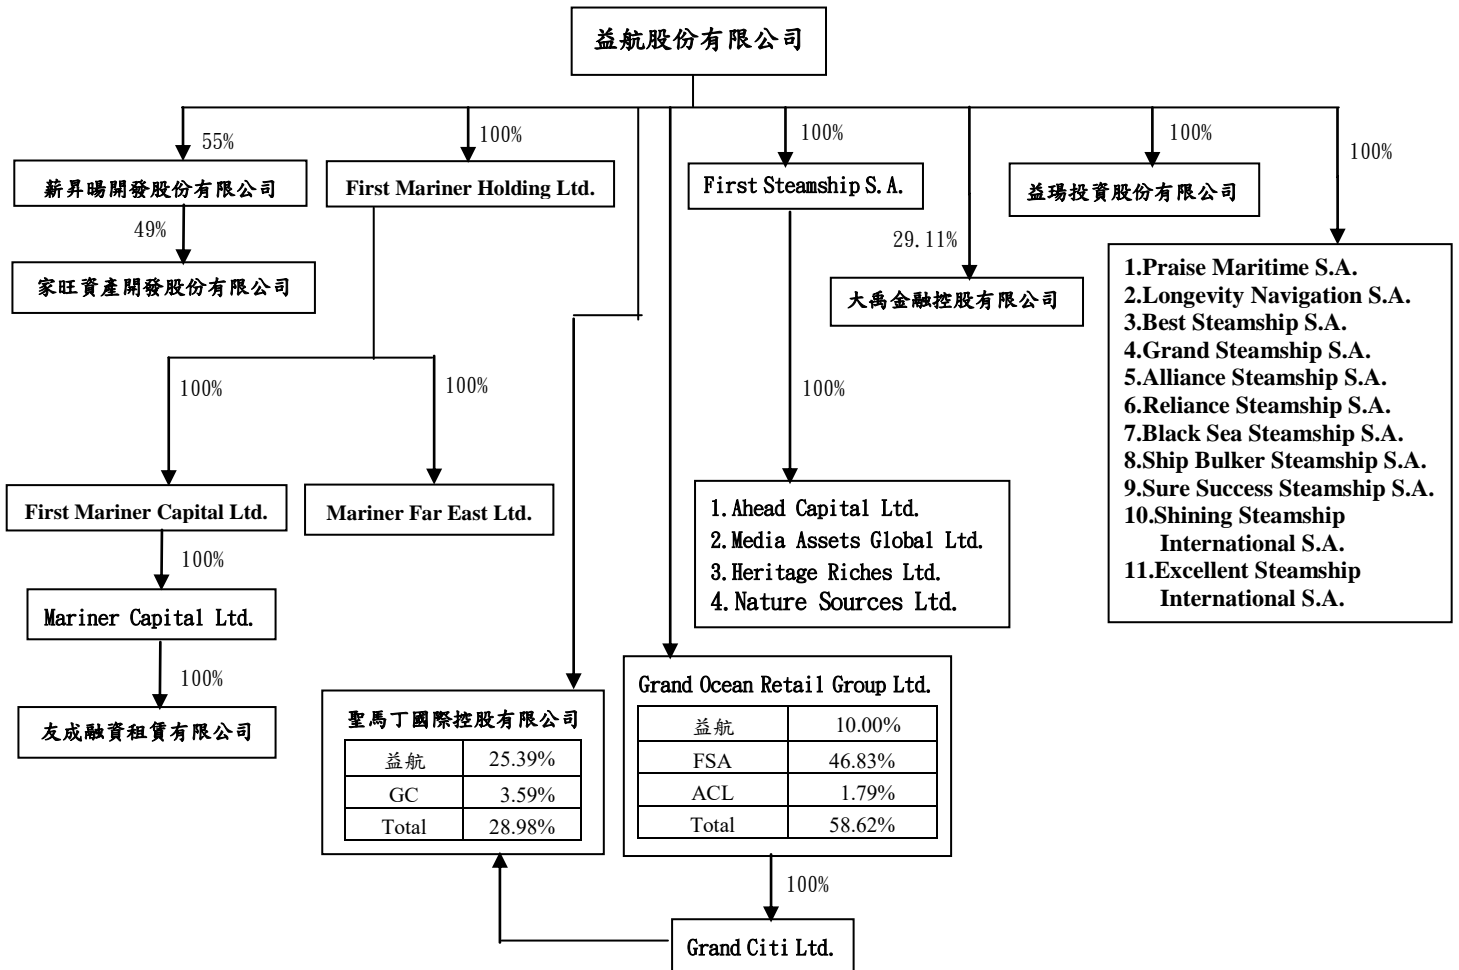 益航股份有限公司
55%
100%
100%
100%
100%
薪昇暘開發股份有限公司
First Mariner Holding Ltd.
First Steamship S.A.
益瑒投資股份有限公司
49%
29.11%
家旺資產開發股份有限公司
大禹金融控股有限公司
1.Praise Maritime S.A.
2.Longevity Navigation S.A.
3.Best Steamship S.A.
4.Grand Steamship S.A.
5.Alliance Steamship S.A.
6.Reliance Steamship S.A.
7.Black Sea Steamship S.A.
8.Ship Bulker Steamship S.A.
9.Sure Success Steamship S.A.
10.Shining Steamship
International S.A.
11.Excellent Steamship
International S.A.
100%
100%
100%
First Mariner Capital Ltd.
Mariner Far East Ltd.
1. Ahead Capital Ltd.
2. Media Assets Global Ltd.
3. Heritage Riches Ltd.
4. Nature Sources Ltd.
100%
Mariner Capital Ltd.
100%
友成融資租賃有限公司
聖馬丁國際控股有限公司
益航 25.39%
GC 3.59%
Total 28.98%
Grand Ocean Retail Group Ltd.
益航 10.00%
FSA 46.83%
ACL 1.79%
Total 58.62%
100%
Grand Citi Ltd.